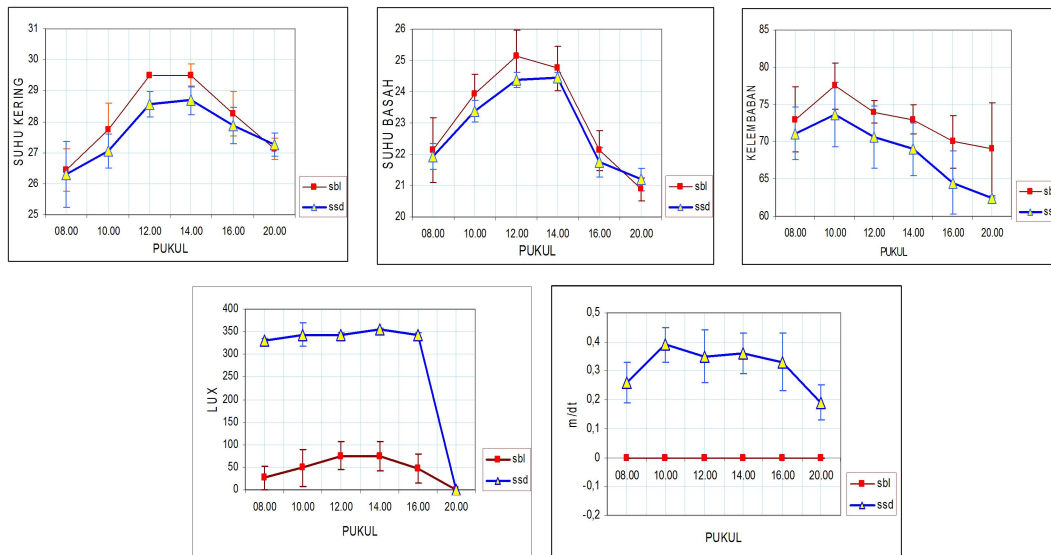 SUHU KERING
31
30
29
28
27
26
25
08.00 10.00 12.00 14.00 16.00 20.00
PUKUL
sbl
ssd
SUHU BASAH
26
25
24
23
22
21
20
08.00 10.00 12.00 14.00 16.00 20.00
PUKUL
sbl
ssd
KELEMBABAN
85
80
75
70
65
60
08.00 10.00 12.00 14.00 16.00 20.00
PUKUL
sbl
ssd
LUX
400
350
300
250
200
150
100
50
0
08.00 10.00 12.00 14.00 16.00 20.00
PUKUL
sbl
ssd
m/dt
0,5
0,4
0,3
0,2
0,1
0
-0,1
-0,2
08.00 10.00 12.00 14.00 16.00 20.00
PUKUL
sbl
ssd